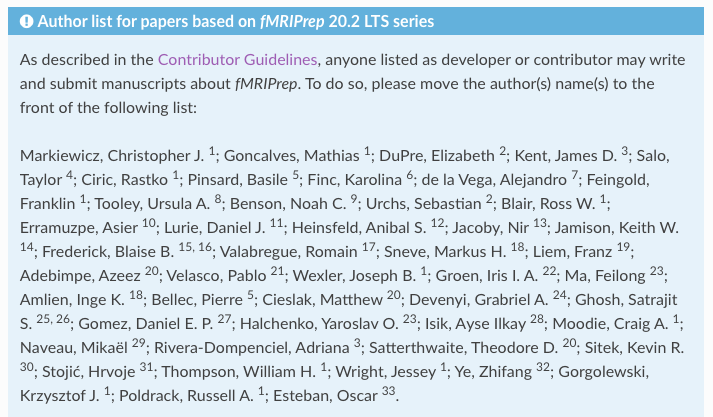 Author list for papers based on fMRIPrep 20.2 LTS series
As described in the Contributor Guidelines, anyone listed as developer or contributor may write
and submit manuscripts about fMRIPrep. To do so, please move the author(s) name(s) to the
front of the following list:
Markiewicz, Christopher J. 1; Goncalves, Mathias 1; DuPre, Elizabeth 2; Kent, James D. 3; Salo,
Taylor 4; Ciric, Rastko 1; Pinsard, Basile 5; Finc, Karolina 6; de la Vega, Alejandro 7; Feingold,
Franklin 1; Tooley, Ursula A. 8; Benson, Noah C. 9; Urchs, Sebastian 2; Blair, Ross W. 1;
Erramuzpe, Asier 10; Lurie, Daniel J. 11; Heinsfeld, Anibal S. 12; Jacoby, Nir 13; Jamison, Keith W.
14; Frederick, Blaise B. 15, 16; Valabregue, Romain 17; Sneve, Markus H. 18; Liem, Franz 19;
Adebimpe, Azeez 20; Velasco, Pablo 21; Wexler, Joseph B. 1; Groen, Iris I. A. 22; Ma, Feilong 23;
Amlien, Inge K. 18; Bellec, Pierre 5; Cieslak, Matthew 20; Devenyi, Grabriel A. 24; Ghosh, Satrajit
S. 25, 26; Gomez, Daniel E. P. 27; Halchenko, Yaroslav O. 23; Isik, Ayse Ilkay 28; Moodie, Craig A. 1;
Naveau, Mikaël 29; Rivera-Dompenciel, Adriana 3; Satterthwaite, Theodore D. 20; Sitek, Kevin R.
30; Stojić, Hrvoje 31; Thompson, William H. 1; Wright, Jessey 1; Ye, Zhifang 32; Gorgolewski,
Krzysztof J. 1; Poldrack, Russell A. 1; Esteban, Oscar 33.